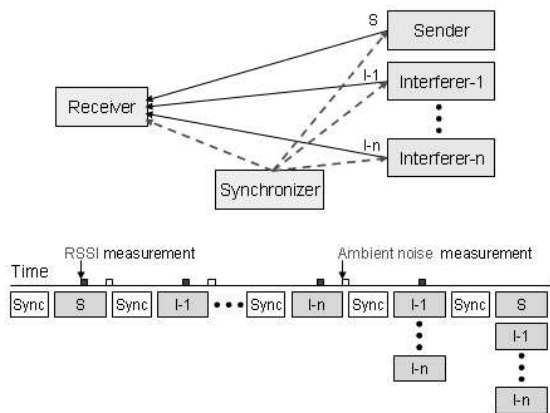 S
Sender
I-1
Interferer-1
Receiver
I-n
Interferer-n
Synchronizer
RSSI measurement
Ambient noise measurement
Time
Sync S Sync I-1 Sync I-n Sync I-1 Sync S
I-1
I-n
I-n